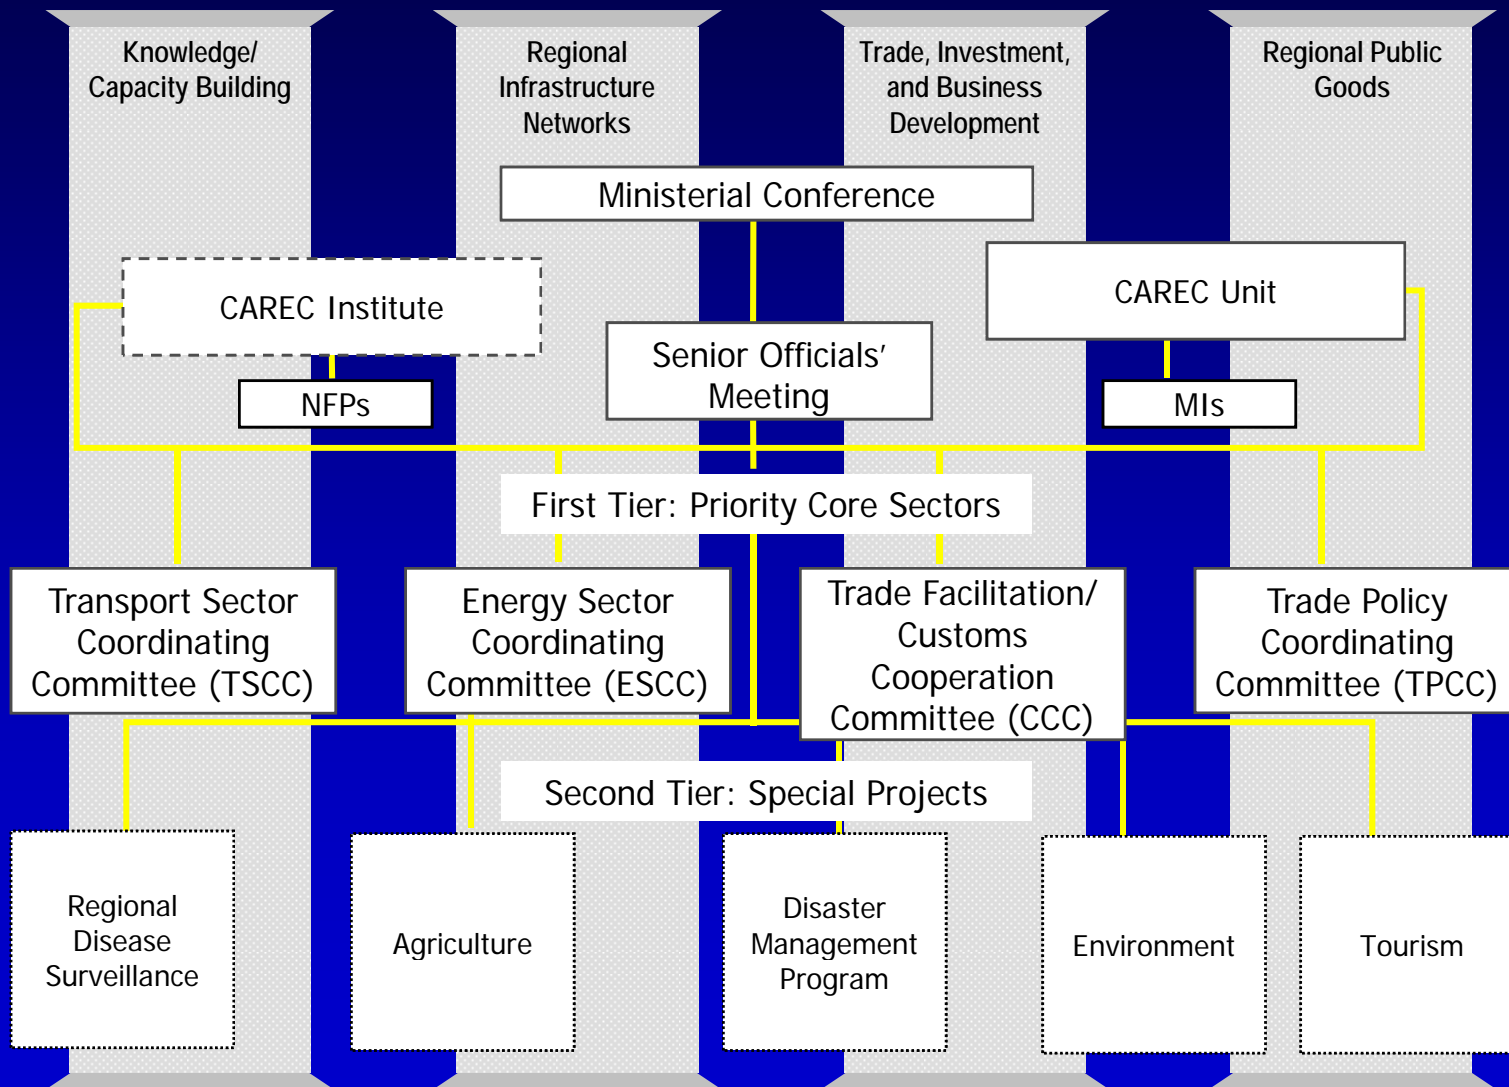 Knowledge/
Capacity Building
Regional
Infrastructure
Networks
Trade, Investment,
and Business
Development
Regional Public
Goods
Ministerial Conference
CAREC Institute
CAREC Unit
Senior Officials’
Meeting
NFPs
MIs
First Tier: Priority Core Sectors
Transport Sector
Coordinating
Committee (TSCC)
Energy Sector
Coordinating
Committee (ESCC)
Trade Facilitation/
Customs
Cooperation
Committee (CCC)
Trade Policy
Coordinating
Committee (TPCC)
Second Tier: Special Projects
Regional
Disease
Surveillance
Agriculture
Disaster
Management
Program
Environment
Tourism